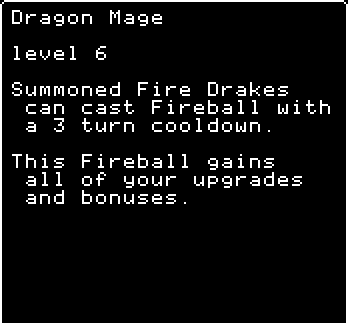 Dragon Mage
level 6
Summoned Fire Drakes
can cast Fireball with
a 3 turn cooldown.
This Fireball gains
all of your upgrades
and bonuses.